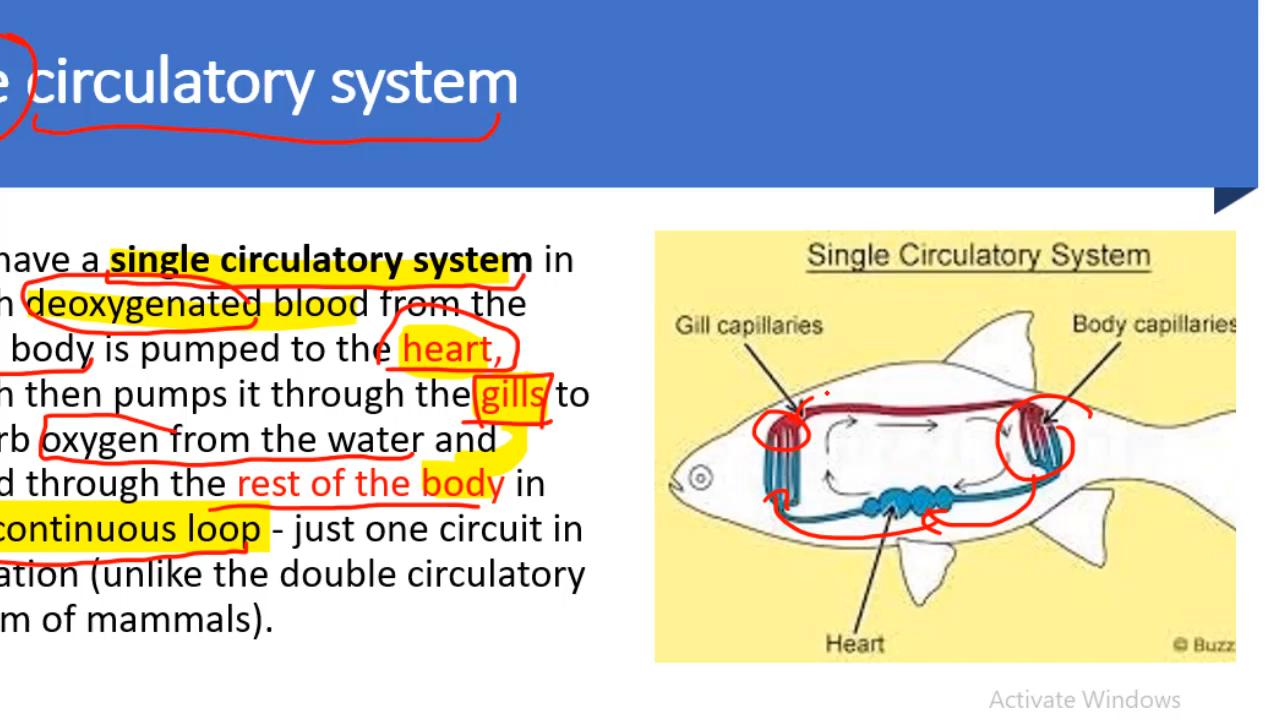 e circulatory system
have a single circulatory system in
h deoxygenated blood from the
body is pumped to the heart,
h then pumps it through the gills to
rb oxygen from the water and
d through the rest of the body in
continuous loop - just one circuit in
ation (unlike the double circulatory
m of mammals).
Single Circulatory System
Gill capillaries
Body capillaries
Heart
© Buzz
Activate Windows